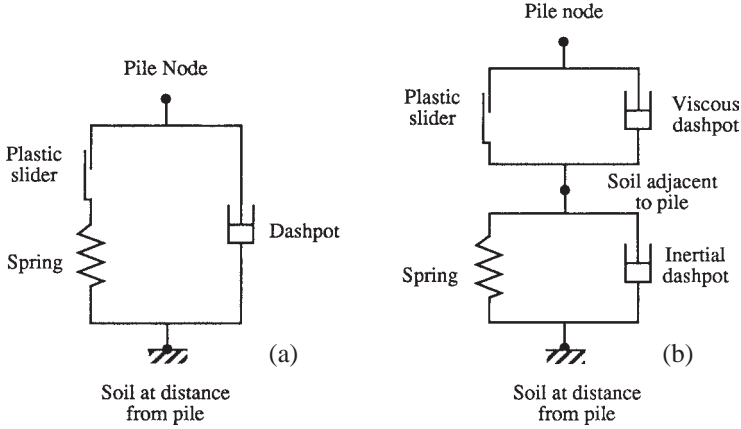 Pile Node
Plastic
slider
Spring
Dashpot
(a)
Soil at distance
from pile
Pile node
Plastic
slider
Viscous
dashpot
Soil adjacent
to pile
Spring
Inertial
dashpot
(b)
Soil at distance
from pile